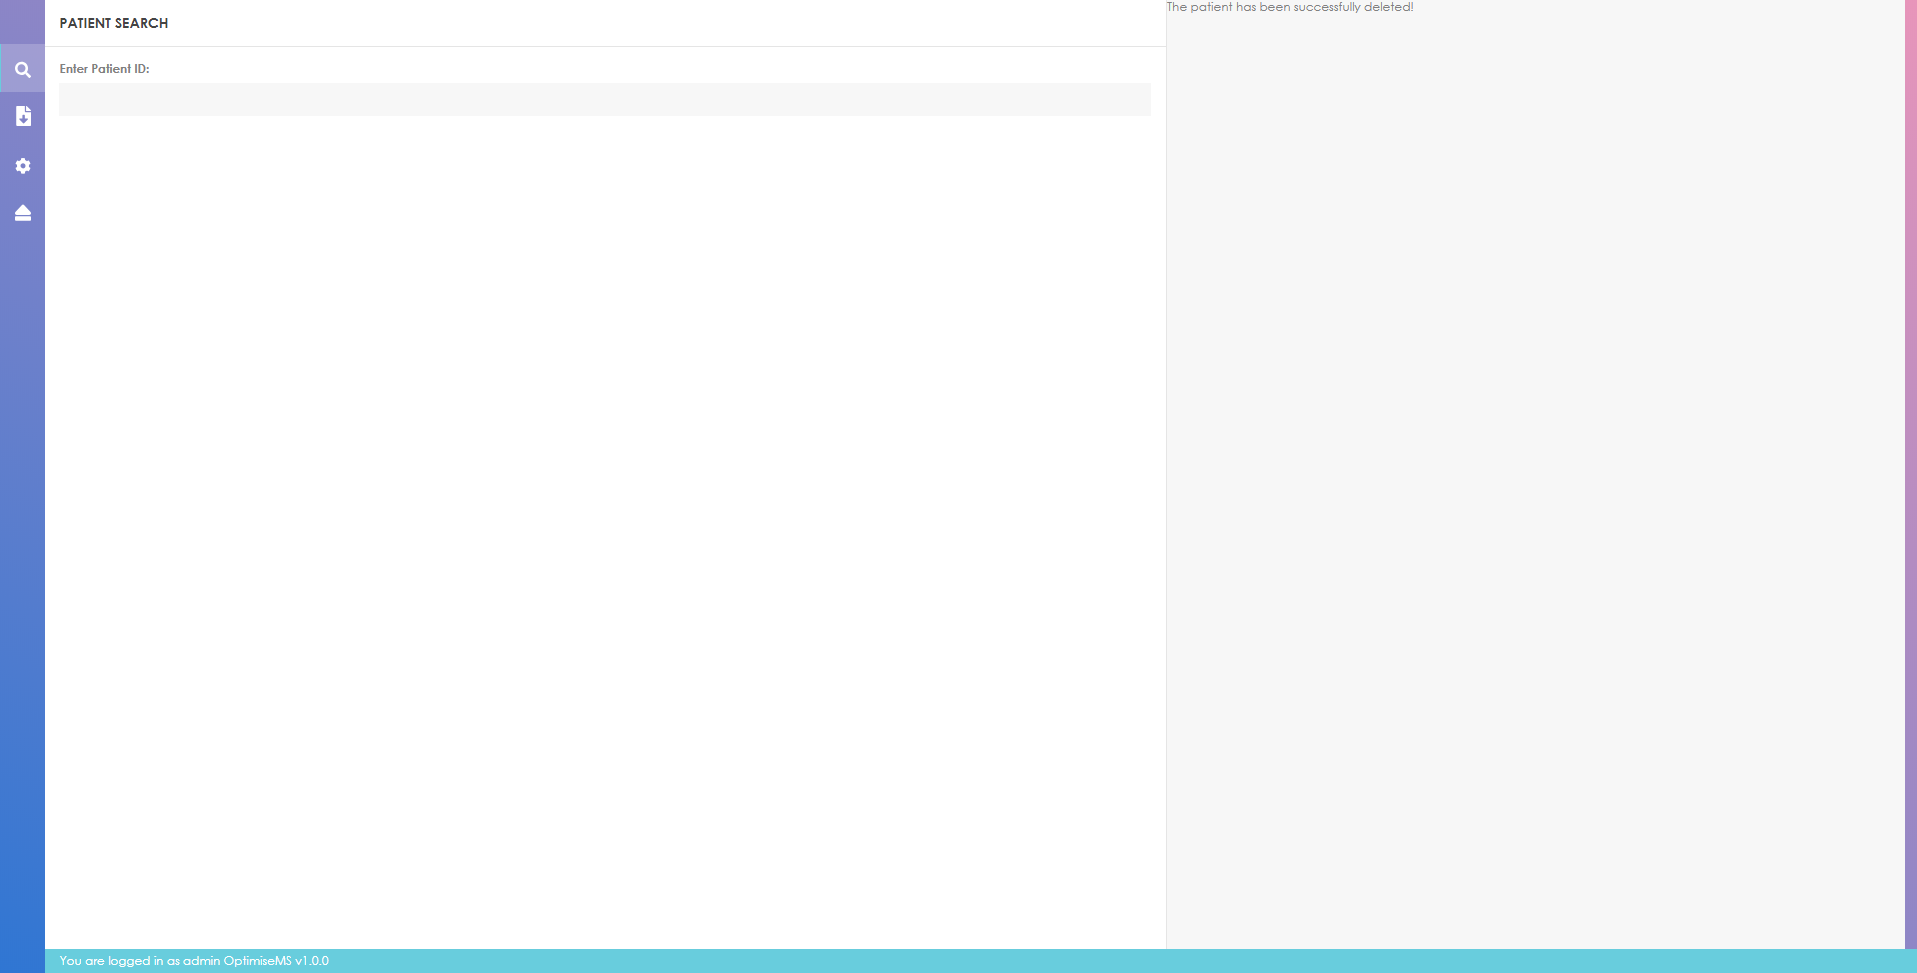 PATIENT SEARCH
Enter Patient ID:
The patient has been successfully deleted!
You are logged in as admin OptimiseMS v1.0.0